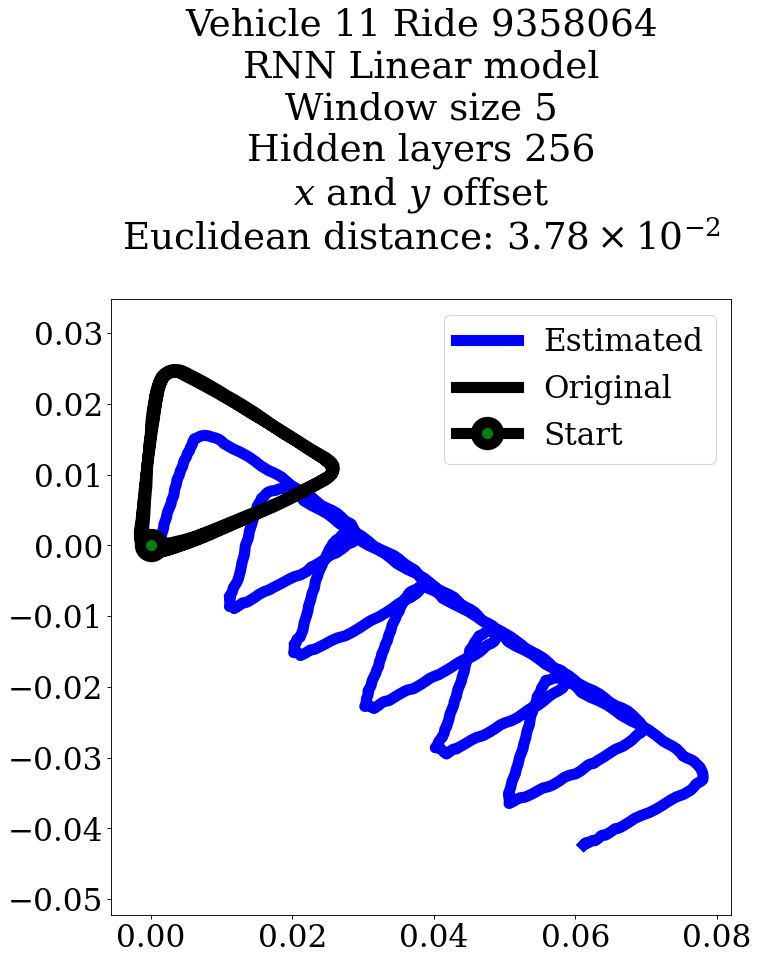 Vehicle 11 Ride 9358064
RNN Linear model
Window size 5
Hidden layers 256
x and y offset
Euclidean distance: 3.78 × 10⁻²
Estimated
Original
Start
0.03
0.02
0.01
0.00
−0.01
−0.02
−0.03
−0.04
−0.05
0.00 0.02 0.04 0.06 0.08